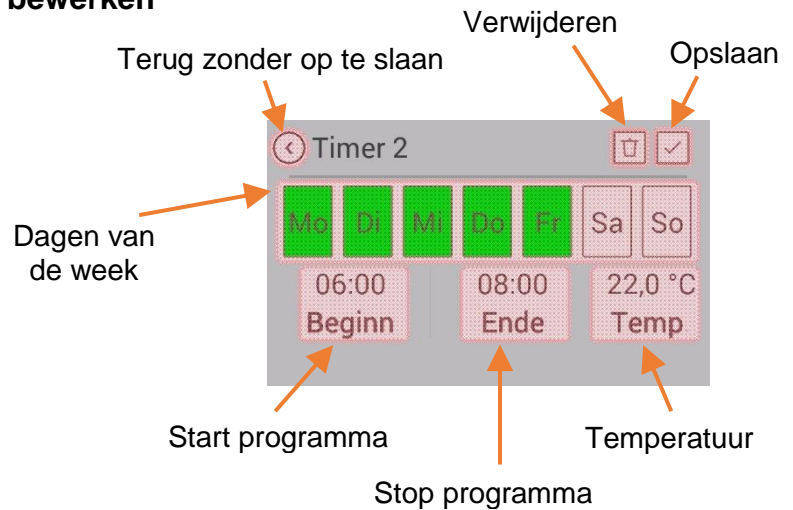 bewerken
Verwijderen
Opslaan
Terug zonder op te slaan
Timer 2
Mo Di Mi Do Fr Sa So
Dagen van
de week
06:00 08:00 22,0 °C
Beginn Ende Temp
Start programma
Temperatuur
Stop programma